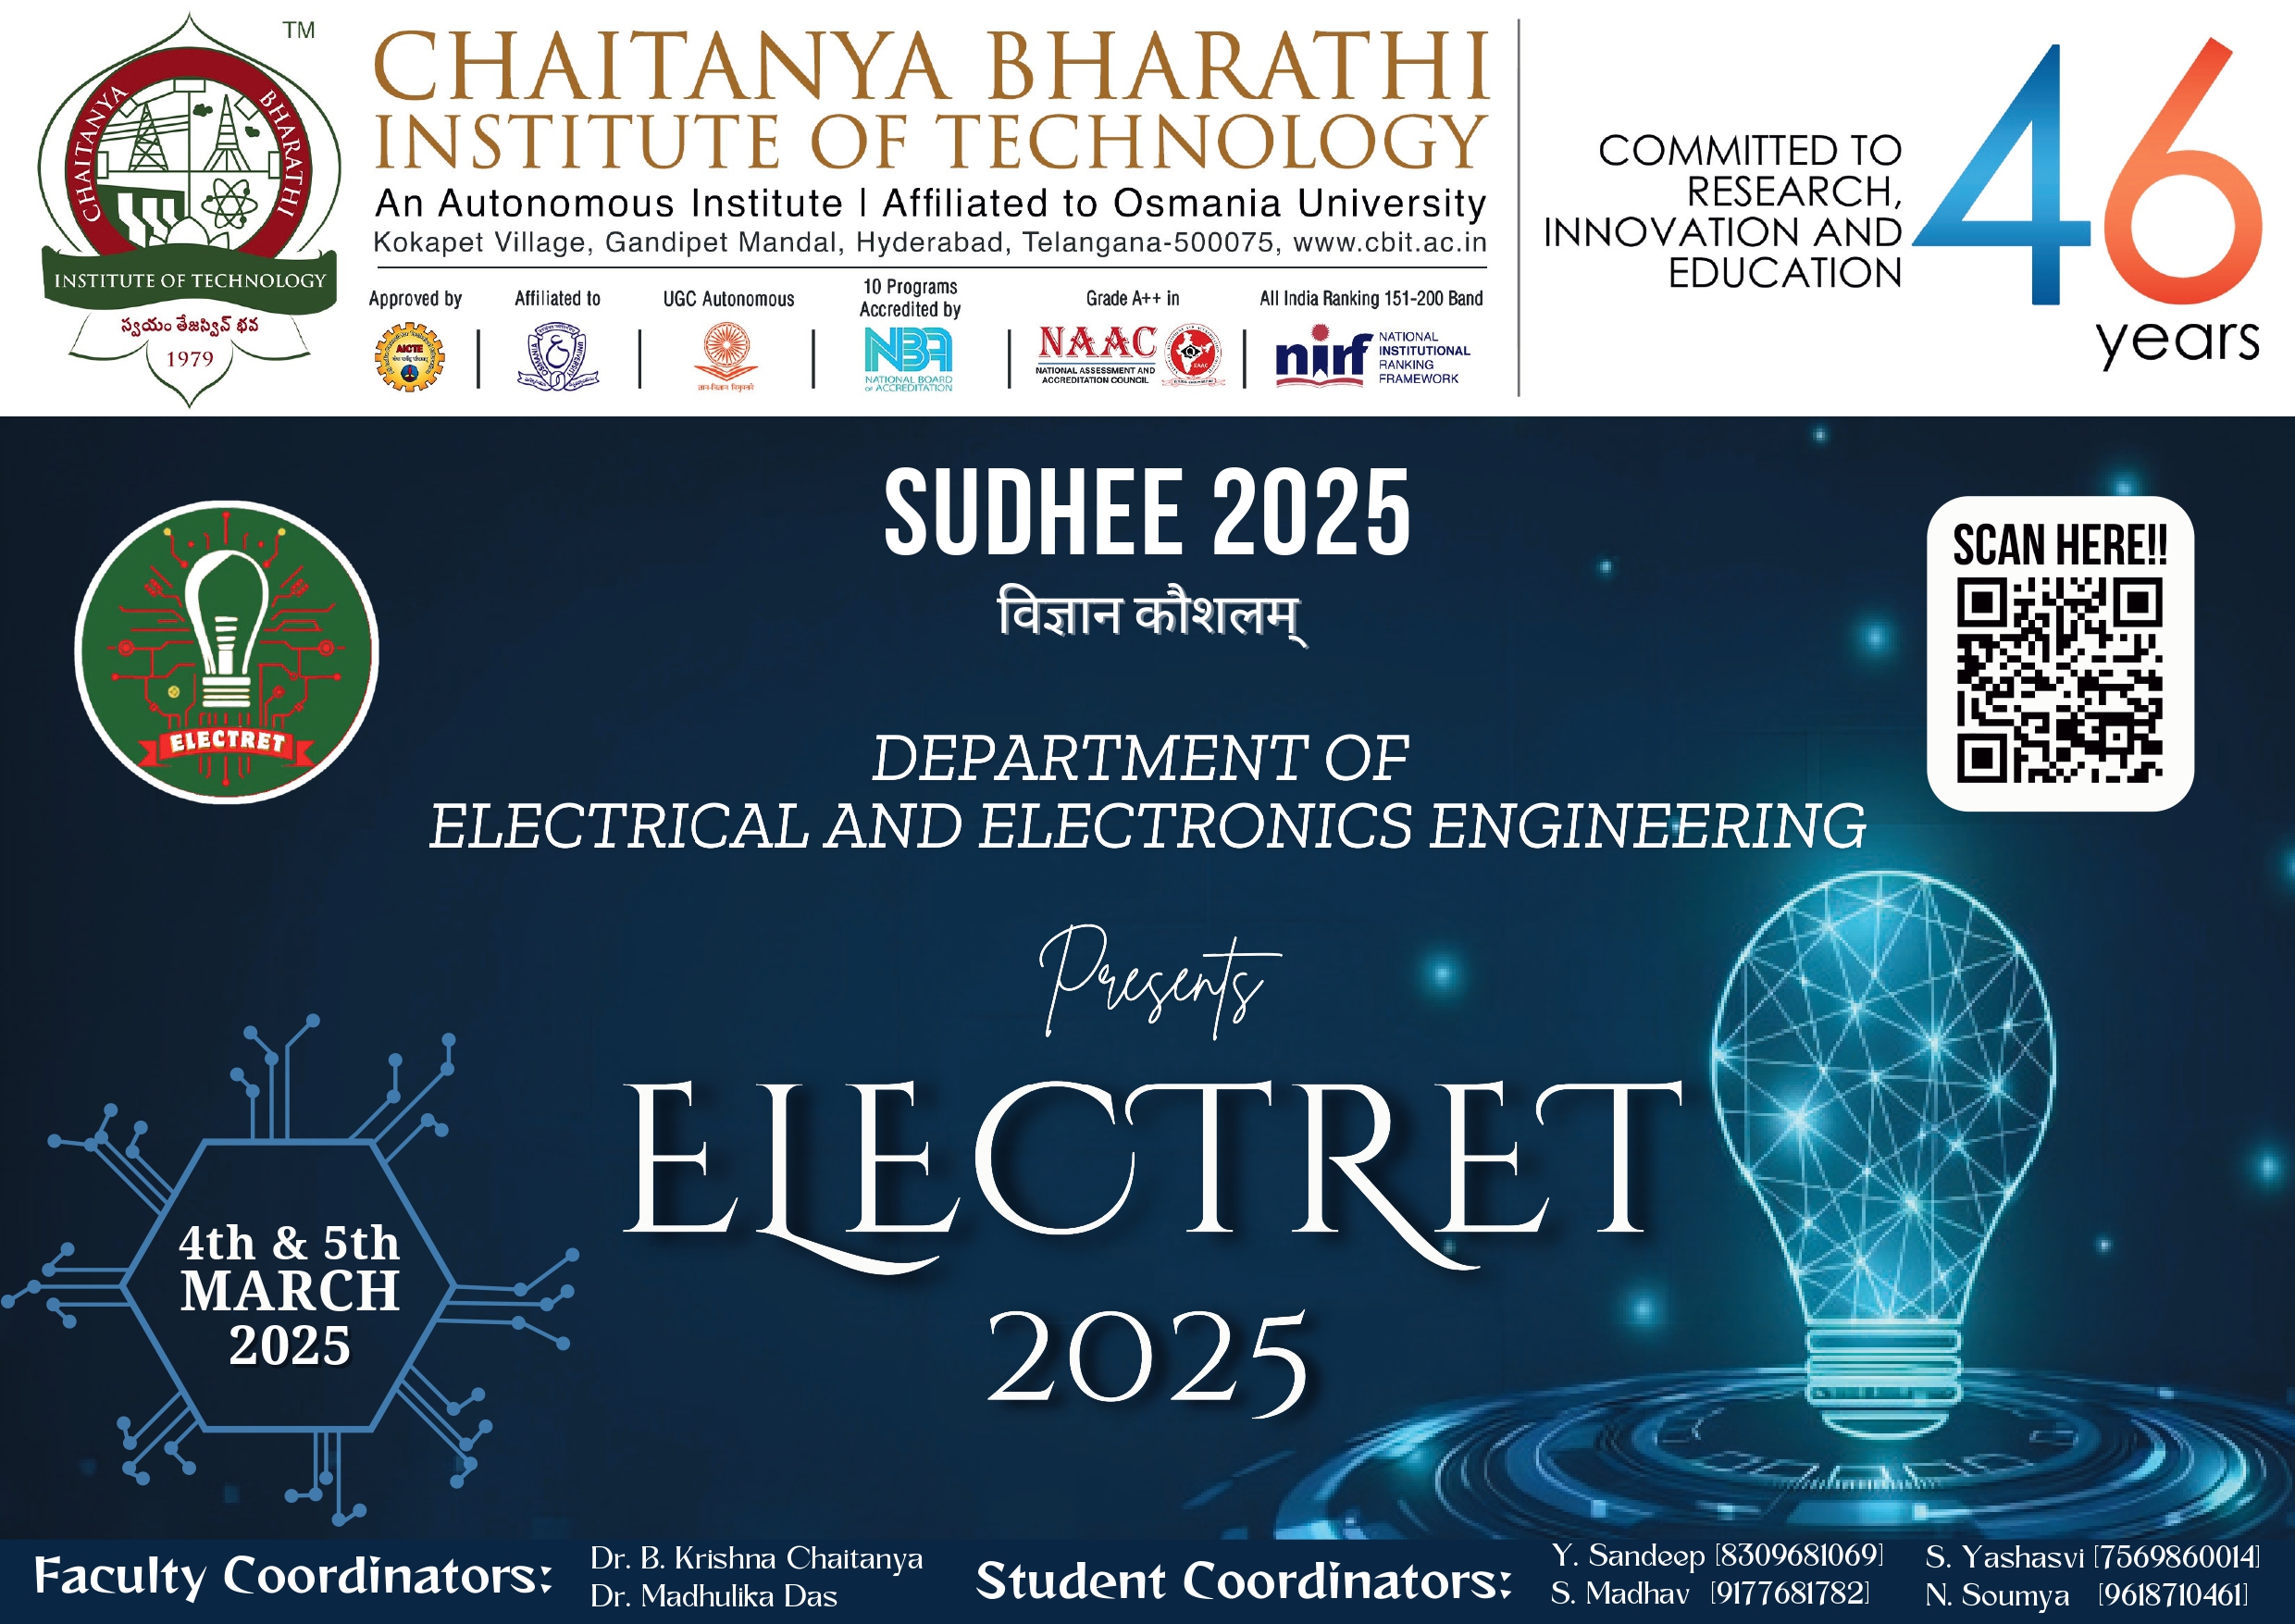 TM
CHAITANYA BHARATHI
INSTITUTE OF TECHNOLOGY
స్వయం తేజస్విన్ భవ
1979
CHAITANYA BHARATHI
INSTITUTE OF TECHNOLOGY
An Autonomous Institute | Affiliated to Osmania University
Kokapet Village, Gandipet Mandal, Hyderabad, Telangana-500075, www.cbit.ac.in
Approved by
AICTE
Affiliated to
UGC Autonomous
ज्ञान-विज्ञान विमुक्तये
10 Programs
Accredited by
NBA
NATIONAL BOARD
OF ACCREDITATION
Grade A++ in
NAAC
NATIONAL ASSESSMENT AND
ACCREDITATION COUNCIL
All India Ranking 151-200 Band
nirf
NATIONAL
INSTITUTIONAL
RANKING
FRAMEWORK
COMMITTED TO
RESEARCH,
INNOVATION AND
EDUCATION
46
years
SUDHEE 2025
विज्ञान कौशलम्
SCAN HERE!!
ELECTRET
DEPARTMENT OF
ELECTRICAL AND ELECTRONICS ENGINEERING
Presents
ELECTRET
2025
4th & 5th
MARCH
2025
Faculty Coordinators:
Dr. B. Krishna Chaitanya
Dr. Madhulika Das
Student Coordinators:
Y. Sandeep [8309681069]
S. Madhav [9177681782]
S. Yashasvi [7569860014]
N. Soumya [9618710461]